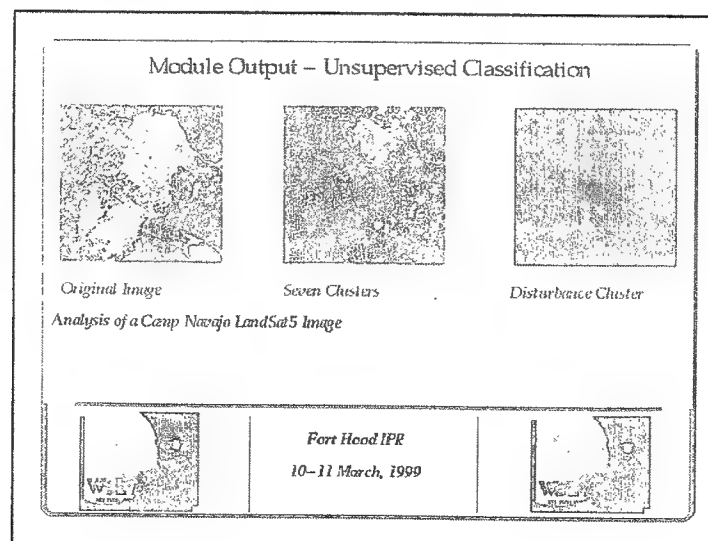 Module Output – Unsupervised Classification
Original Image
Seven Clusters
Disturbance Cluster
Analysis of a Camp Navajo LandSat5 Image
Fort Hood IPR
10–11 March, 1999